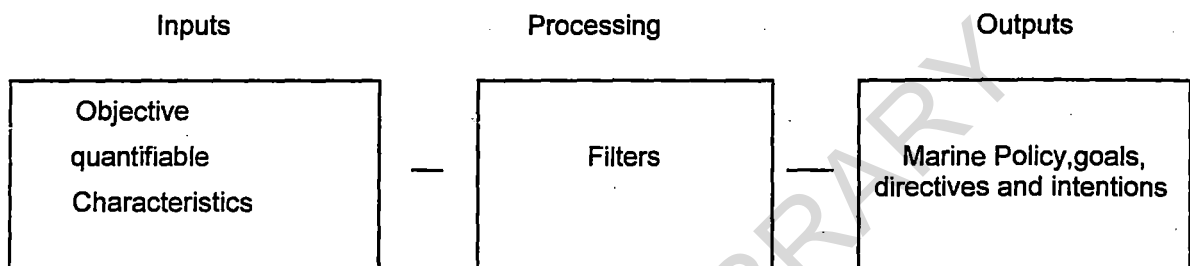 Inputs Processing Outputs
Objective
quantifiable
Characteristics
Filters
Marine Policy,goals,
directives and intentions